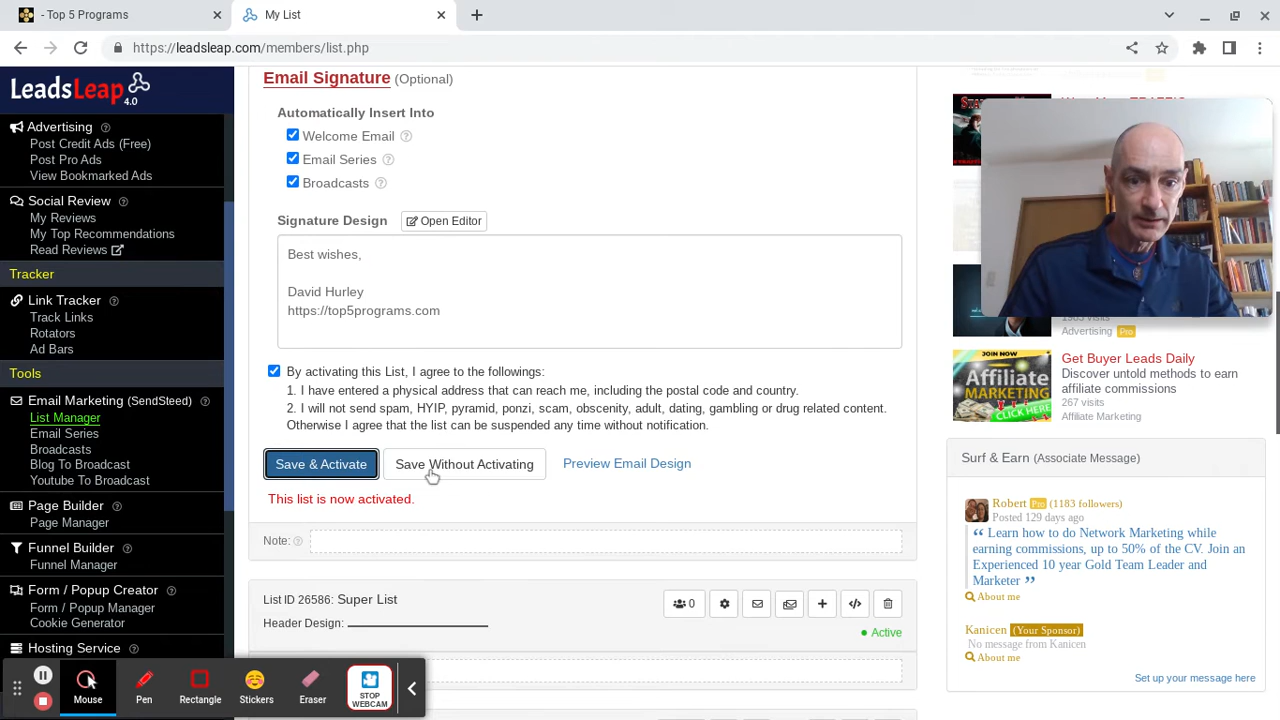 - Top 5 Programs
My List
https://leadsleap.com/members/list.php
LeadsLeap
4.0
Advertising
Post Credit Ads (Free)
Post Pro Ads
View Bookmarked Ads
Social Review
My Reviews
My Top Recommendations
Read Reviews
Tracker
Link Tracker
Track Links
Rotators
Ad Bars
Tools
Email Marketing (SendSteed)
List Manager
Email Series
Broadcasts
Blog To Broadcast
Youtube To Broadcast
Page Builder
Page Manager
Funnel Builder
Funnel Manager
Form / Popup Creator
Form / Popup Manager
Cookie Generator
Hosting Service
Email Signature (Optional)
Automatically Insert Into
Welcome Email
Email Series
Broadcasts
Signature Design Open Editor
Best wishes,
David Hurley
https://top5programs.com
By activating this List, I agree to the followings:
1. I have entered a physical address that can reach me, including the postal code and country.
2. I will not send spam, HYIP, pyramid, ponzi, scam, obscenity, adult, dating, gambling or drug related content.
Otherwise I agree that the list can be suspended any time without notification.
Save & Activate Save Without Activating Preview Email Design
This list is now activated.
Note:
List ID 26586: Super List
0
Header Design:
Active
Advertising Pro
JOIN NOW
AFFILIATE
MARKETING
CLICK HERE
Get Buyer Leads Daily
Discover untold methods to earn
affiliate commissions
267 visits
Affiliate Marketing
Surf & Earn (Associate Message)
Robert Pro (1183 followers)
Posted 129 days ago
“ Learn how to do Network Marketing while
earning commissions, up to 50% of the CV. Join an
Experienced 10 year Gold Team Leader and
Marketer ”
About me
Kanicen (Your Sponsor)
No message from Kanicen
About me
Set up your message here
Mouse
Pen
Rectangle
Stickers
Eraser
STOP
WEBCAM